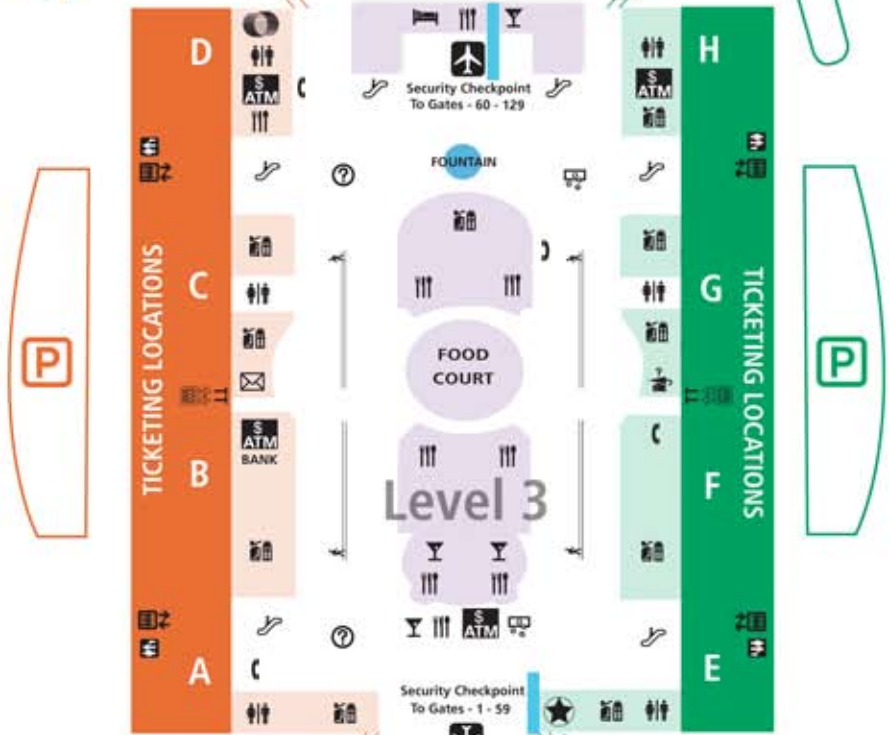 D
H
$
ATM
$
ATM
Security Checkpoint
To Gates - 60 - 129
FOUNTAIN
?
TICKETING LOCATIONS
C
G
TICKETING LOCATIONS
P
FOOD
COURT
P
?
$
ATM
BANK
B
F
Level 3
?
$
ATM
A
E
Security Checkpoint
To Gates - 1 - 59